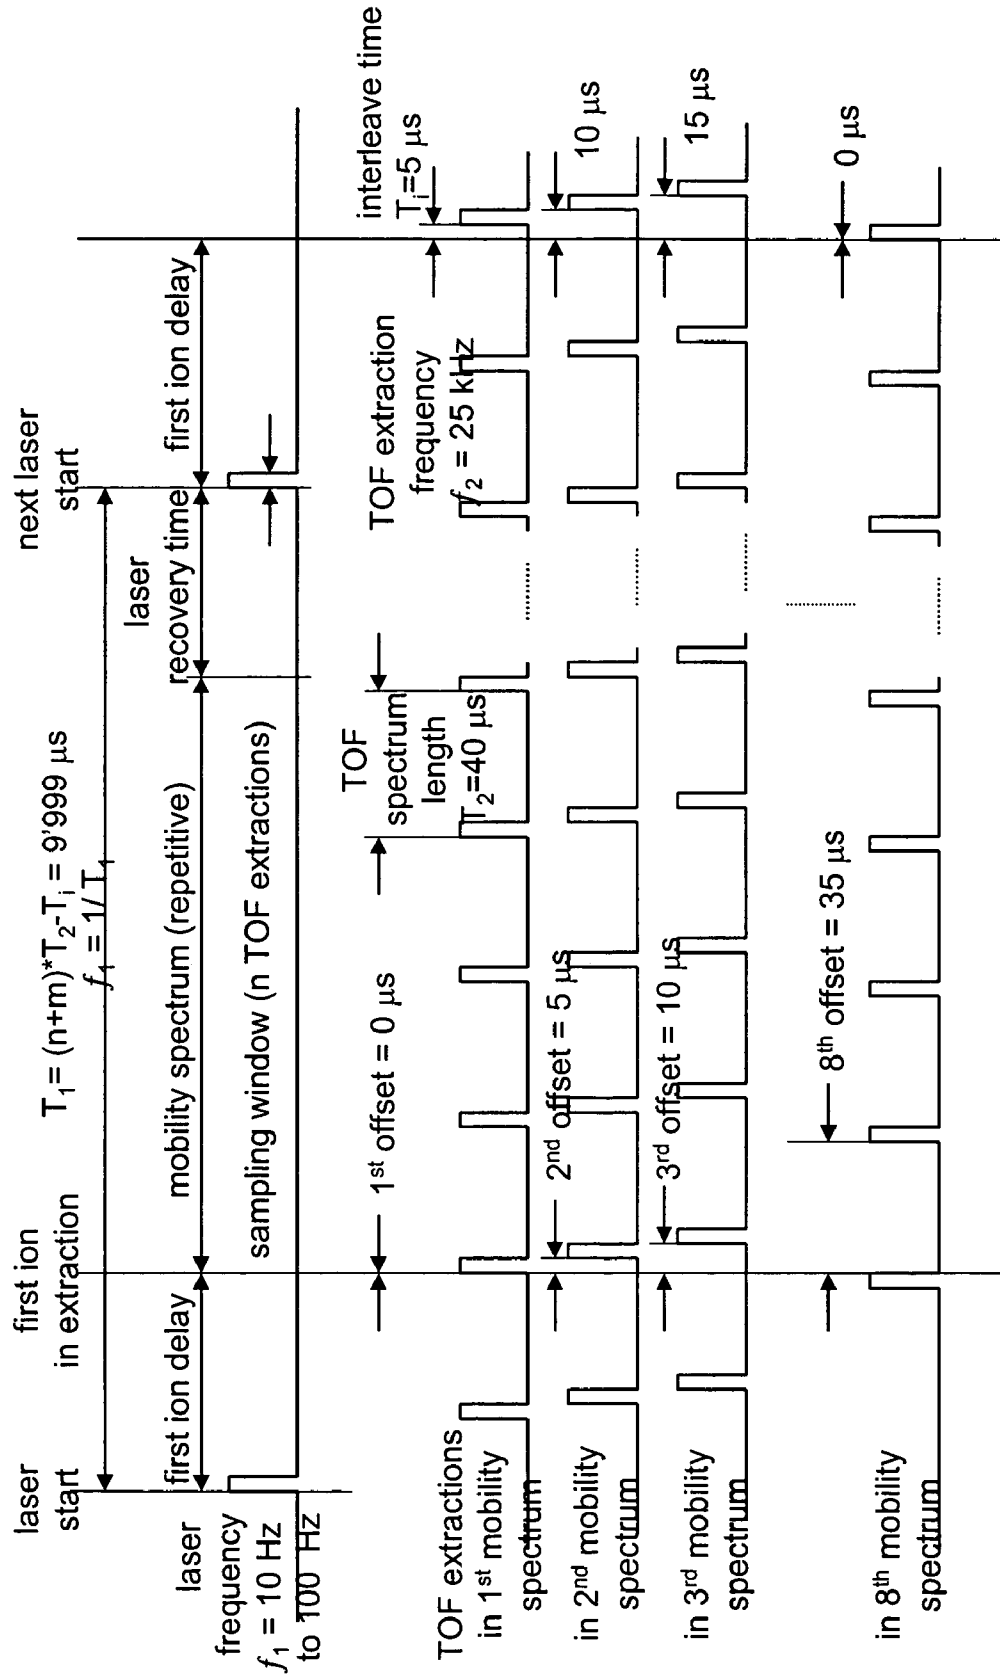 laser
start
first ion
in extraction
T₁= (n+m)*T₂-Tᵢ = 9'999 µs
f₁ = 1/ T₁
next laser
start
first ion delay
mobility spectrum (repetitive)
laser
recovery time
first ion delay
laser
frequency
f₁ = 10 Hz
to 100 Hz
sampling window (n TOF extractions)
1st offset = 0 µs
TOF
spectrum
length
T₂=40 µs
TOF extraction
frequency
f₂ = 25 kHz
interleave time
Tᵢ=5 µs
TOF extractions
in 1st mobility
spectrum
2nd offset = 5 µs
10 µs
in 2nd mobility
spectrum
3rd offset = 10 µs
15 µs
in 3rd mobility
spectrum
8th offset = 35 µs
0 µs
in 8th mobility
spectrum